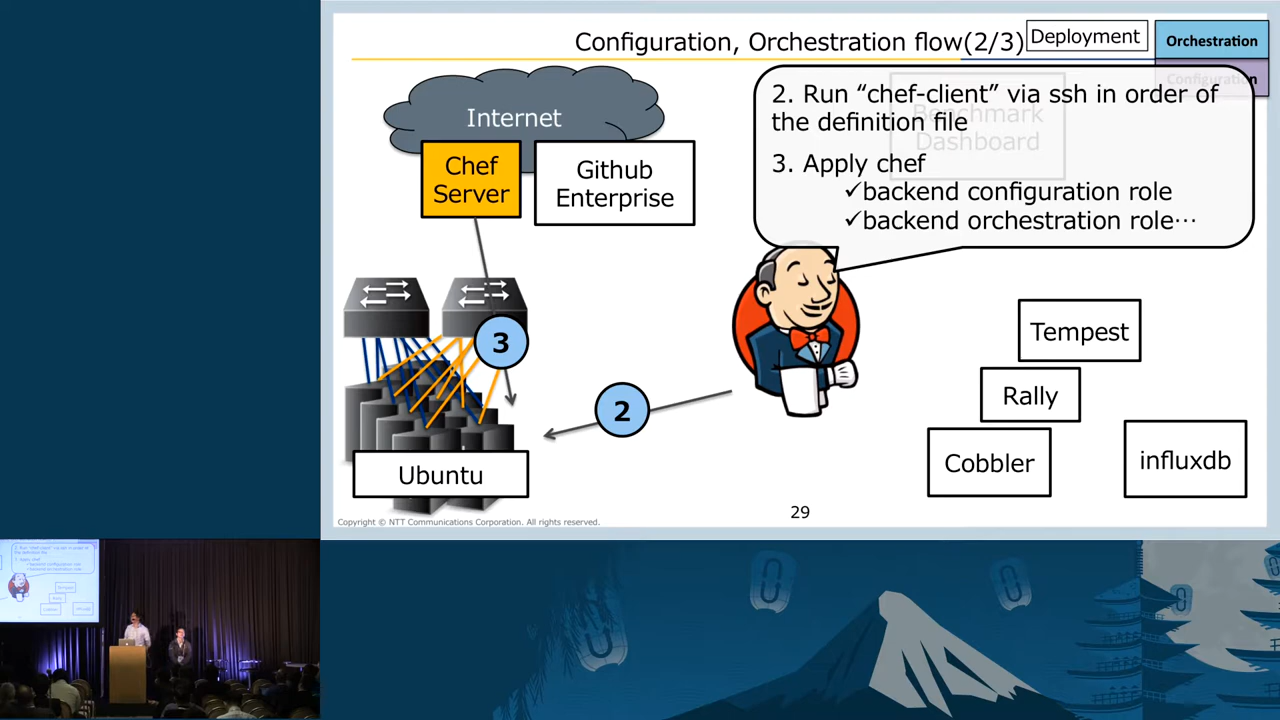 Configuration, Orchestration flow(2/3)
Deployment
Orchestration
Configuration
2. Run “chef-client” via ssh in order of
the definition file
3. Apply chef
✓backend configuration role
✓backend orchestration role…
Benchmark
Dashboard
Internet
Chef
Server
Github
Enterprise
3
2
Ubuntu
Tempest
Rally
Cobbler
influxdb
29
Copyright © NTT Communications Corporation. All rights reserved.